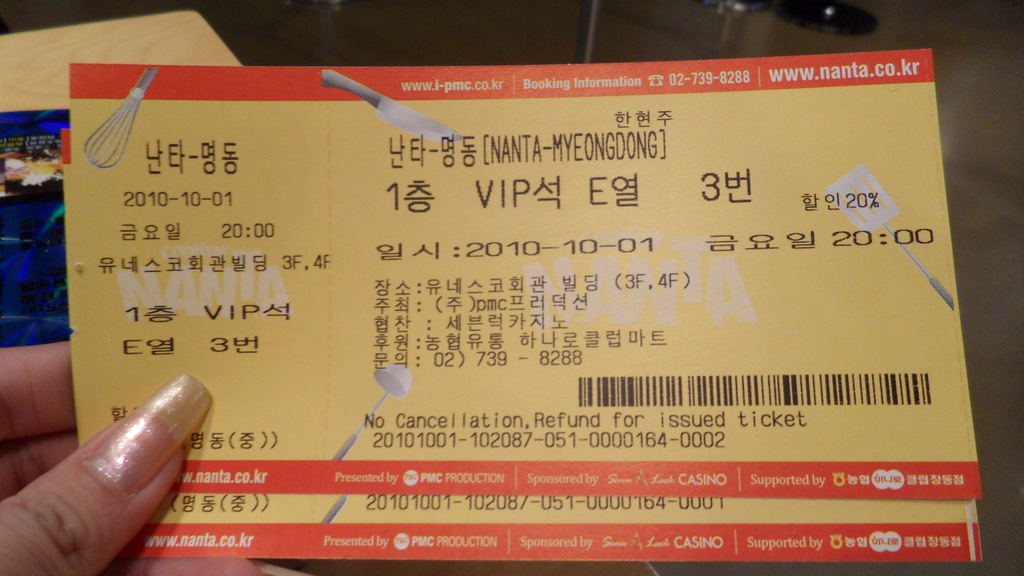 www.i-pmc.co.kr | Booking Information ☎ 02-739-8288 | www.nanta.co.kr
한현주
난타-명동
2010-10-01
금요일 20:00
유네스코회관빌딩 3F,4F
1층 VIP석
E열 3번
명동(중))
www.nanta.co.kr
난타-명동[NANTA-MYEONGDONG]
1층 VIP석 E열 3번
할인20%
일시:2010-10-01 금요일 20:00
장소:유네스코회관 빌딩 (3F,4F)
주최:(주)pmc프러덕션
협찬 : 세븐럭카지노
후원:농협유통 하나로클럽마트
문의: 02) 739 - 8288
NANTA
NANTA
No Cancellation,Refund for issued ticket
20101001-102087-051-0000164-0002
Presented by PMC PRODUCTION | Sponsored by Seven Luck CASINO | Supported by 농협 하나로 클럽창동점
(명동(중))
20101001-102087-051-0000164-0001
www.nanta.co.kr
Presented by PMC PRODUCTION | Sponsored by Seven Luck CASINO | Supported by 농협 하나로 클럽창동점